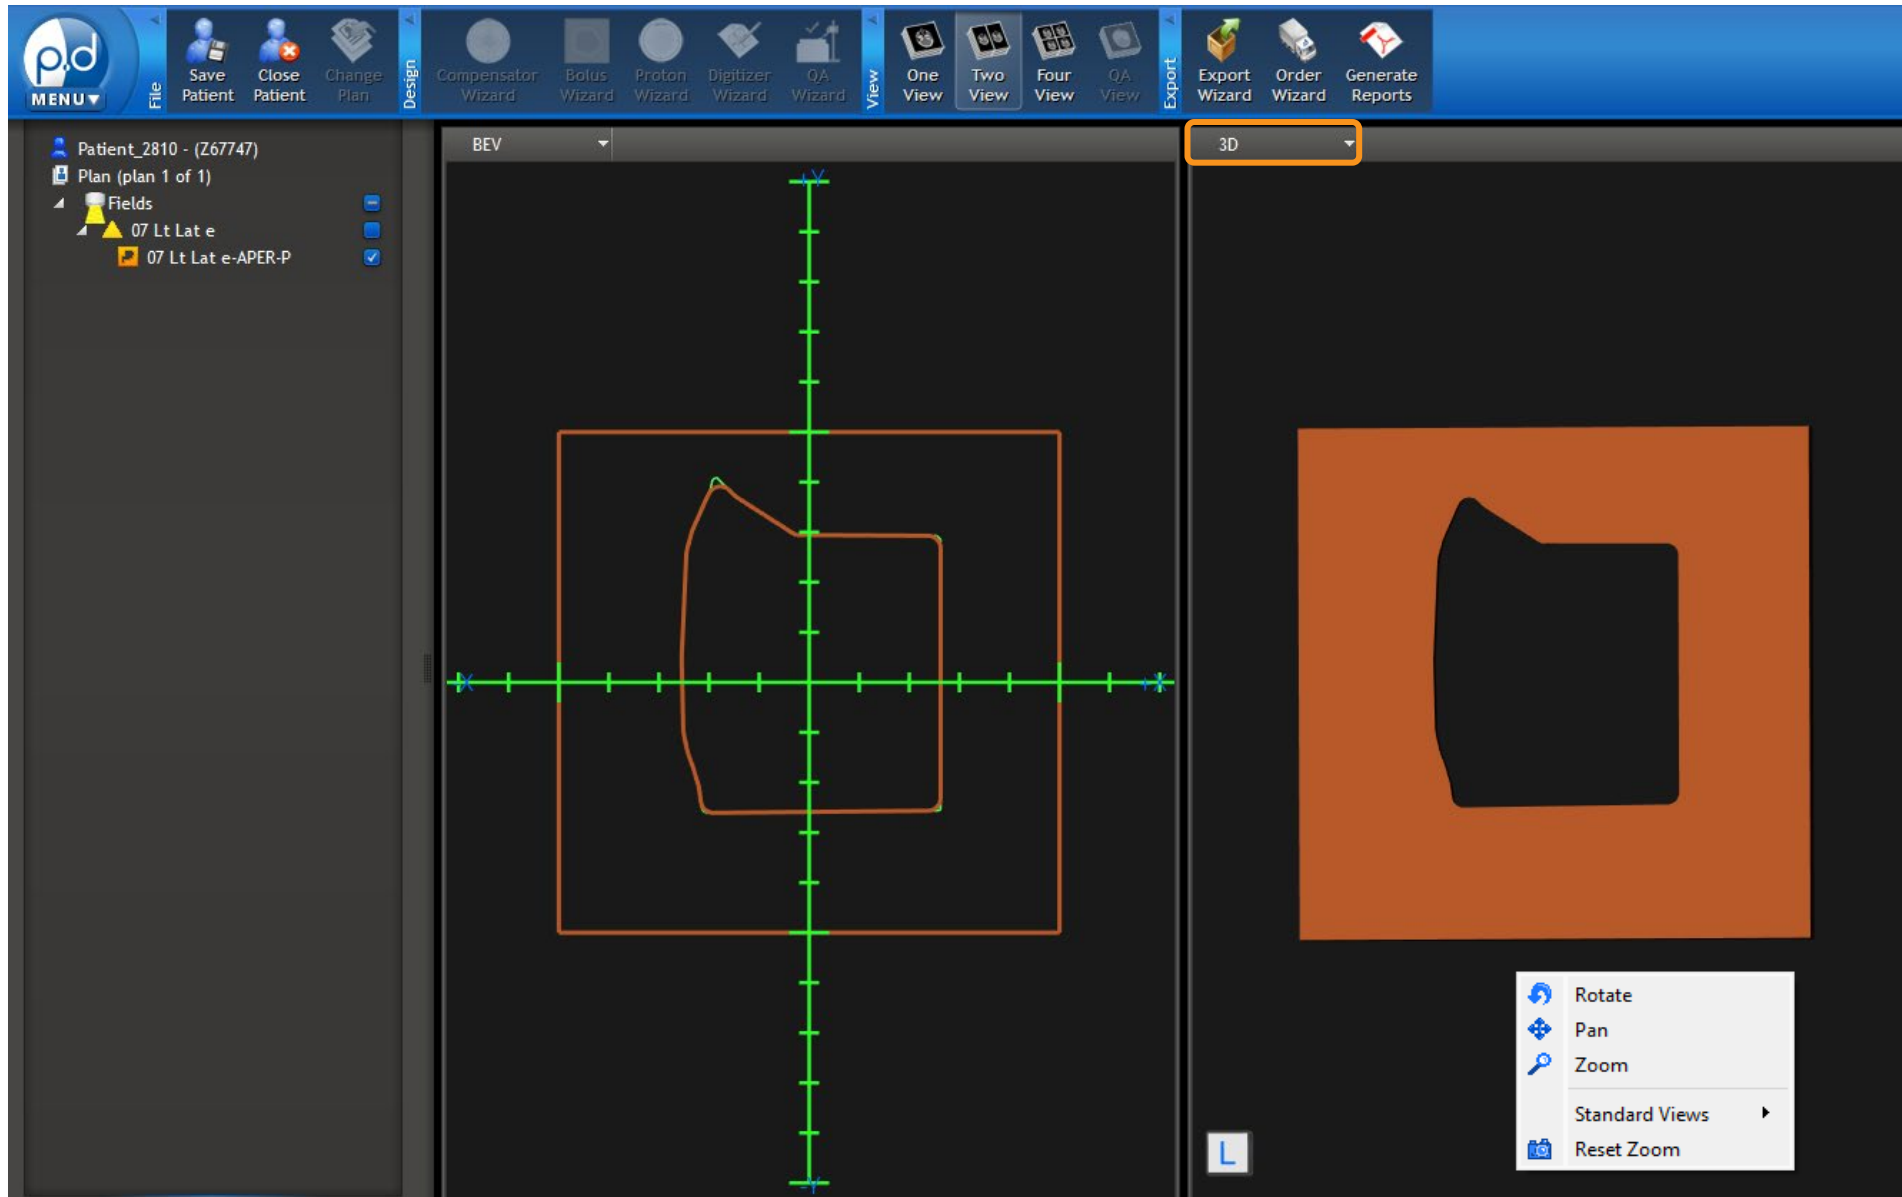 p.d
MENU▼
File
Save
Patient
Close
Patient
Change
Plan
Design
Compensator
Wizard
Bolus
Wizard
Proton
Wizard
Digitizer
Wizard
QA
Wizard
View
One
View
Two
View
Four
View
QA
View
Export
Export
Wizard
Order
Wizard
Generate
Reports
Patient_2810 - (Z67747)
Plan (plan 1 of 1)
Fields
07 Lt Lat e
07 Lt Lat e-APER-P
BEV
3D
+Y
-X
+X
-Y
L
Rotate
Pan
Zoom
Standard Views
Reset Zoom